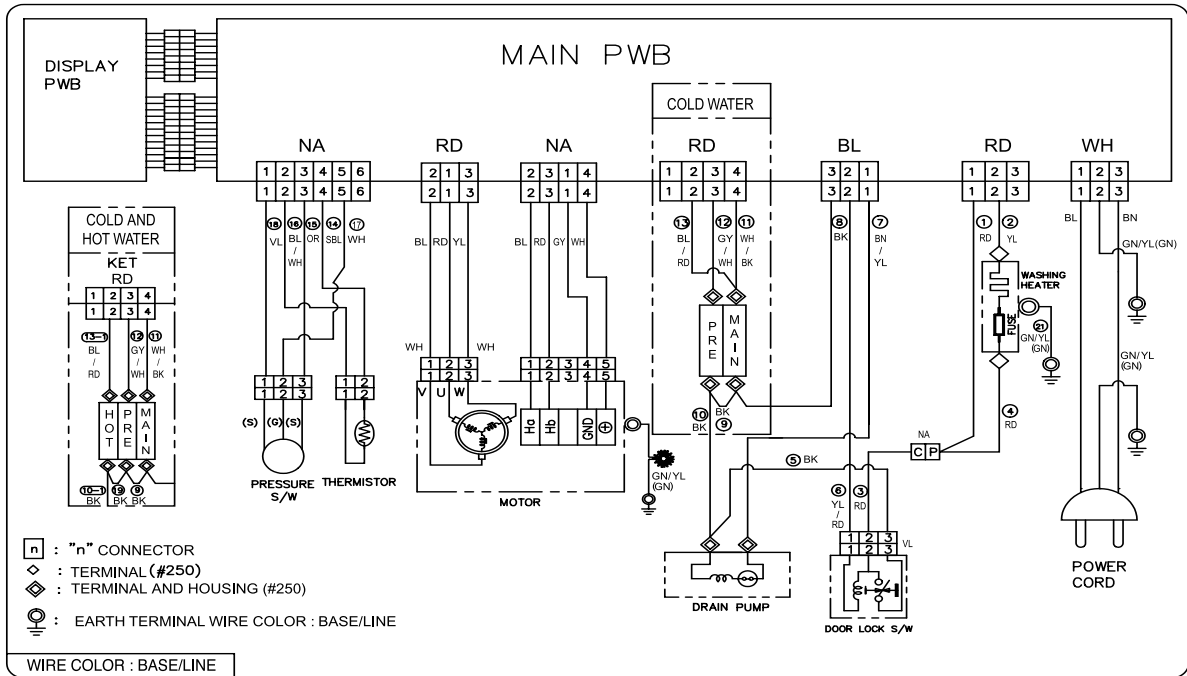 DISPLAY
PWB
MAIN PWB
COLD WATER
NA
RD
NA
RD
BL
RD
WH
1 2 3 4 5 6
1 2 3 4 5 6
2 1 3
2 1 3
2 3 1 4
2 3 1 4
1 2 3 4
1 2 3 4
3 2 1
3 2 1
1 2 3
1 2 3
1 2 3
1 2 3
COLD AND
HOT WATER
KET
RD
1 2 3 4
1 2 3 4
13-1
BL
/
RD
12
GY
/
WH
11
WH
/
BK
HOT
PRE
MAIN
10-1
BK
19
BK
9
BK
18
VL
16
BL
/
WH
15
OR
14
SBL
17
WH
1 2 3
1 2 3
1 2
1 2
(S) (G) (S)
PRESSURE
S/W
THERMISTOR
BL RD YL
WH
WH
1 2 3
1 2 3
V U W
BL RD GY WH
1 2 3 4 5
1 2 3 4 5
Ha Hb GND
MOTOR
GN/YL
(GN)
13
BL
/
RD
12
GY
/
WH
11
WH
/
BK
PRE
MAIN
10
BK
BK
9
8
BK
7
BN
/
YL
5 BK
6
YL
/
RD
3
RD
1 2 3
1 2 3
VL
DRAIN PUMP
DOOR LOCK S/W
1
RD
2
YL
WASHING
HEATER
FUSE
21
GN/YL
(GN)
4
RD
NA
C P
BL
BN
GN/YL(GN)
GN/YL
(GN)
POWER
CORD
n : "n" CONNECTOR
: TERMINAL (#250)
: TERMINAL AND HOUSING (#250)
: EARTH TERMINAL WIRE COLOR : BASE/LINE
WIRE COLOR : BASE/LINE